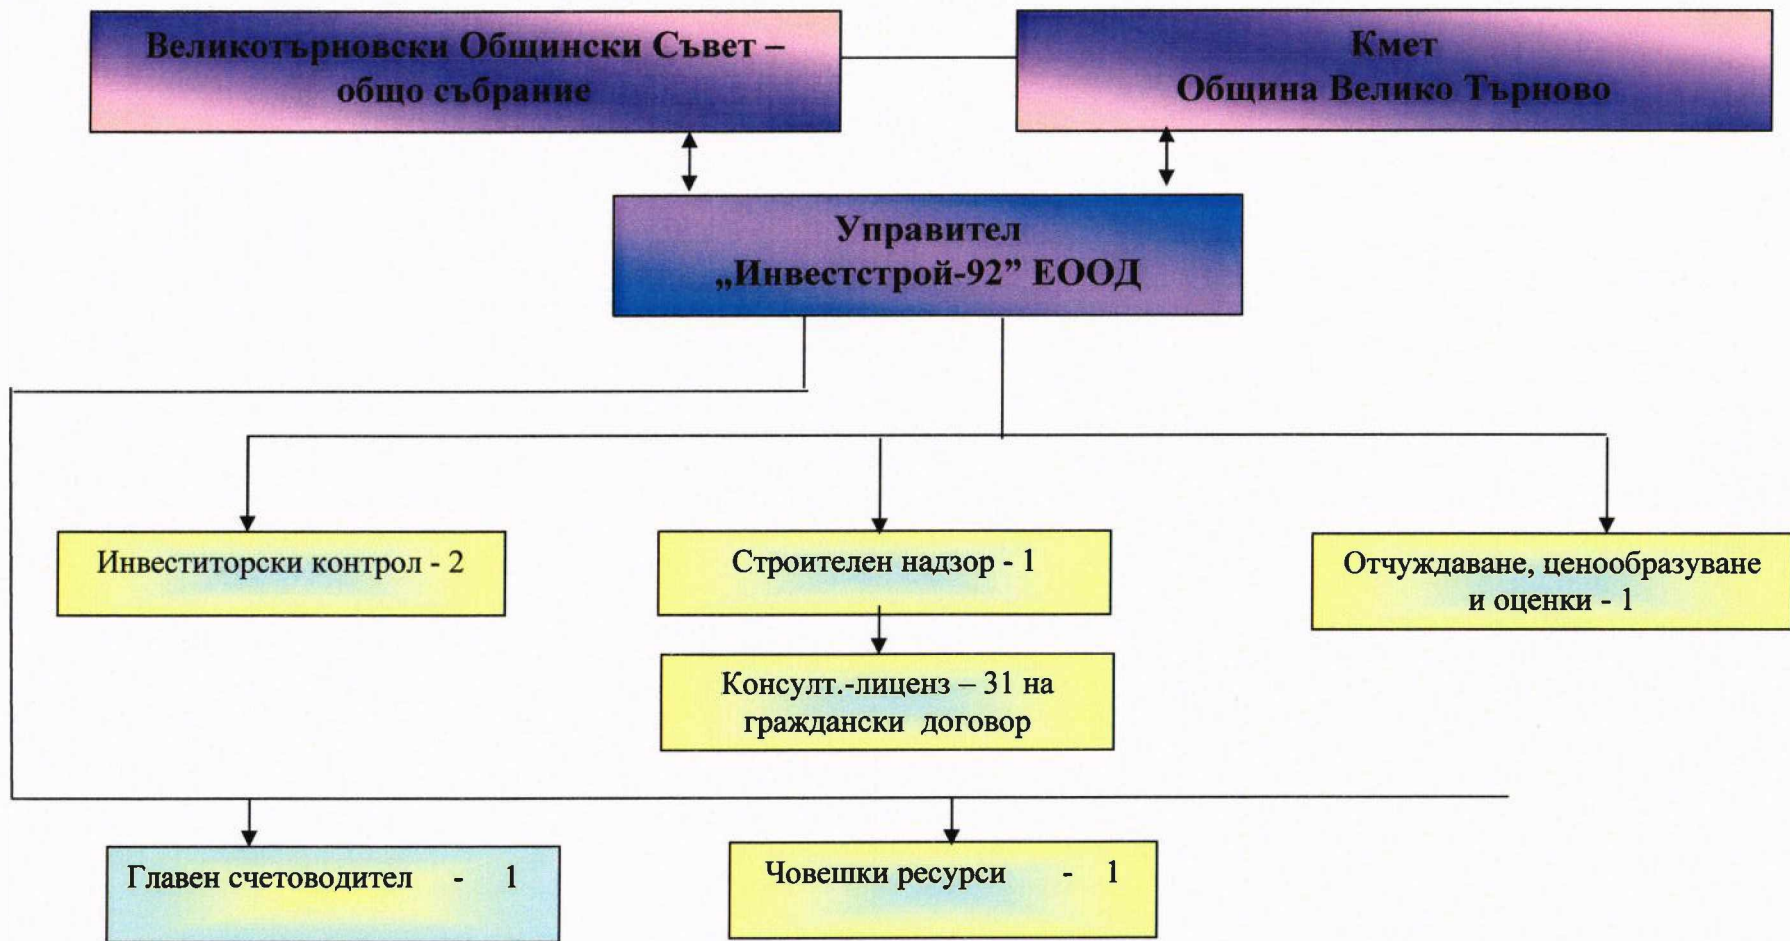 Великотърновски Общински Съвет –
общо събрание
Кмет
Община Велико Търново
Управител
„Инвестстрой-92” ЕООД
Инвеститорски контрол - 2
Строителен надзор - 1
Отчуждаване, ценообразуване
и оценки - 1
Консулт.-лиценз – 31 на
граждански договор
Главен счетоводител - 1
Човешки ресурси - 1